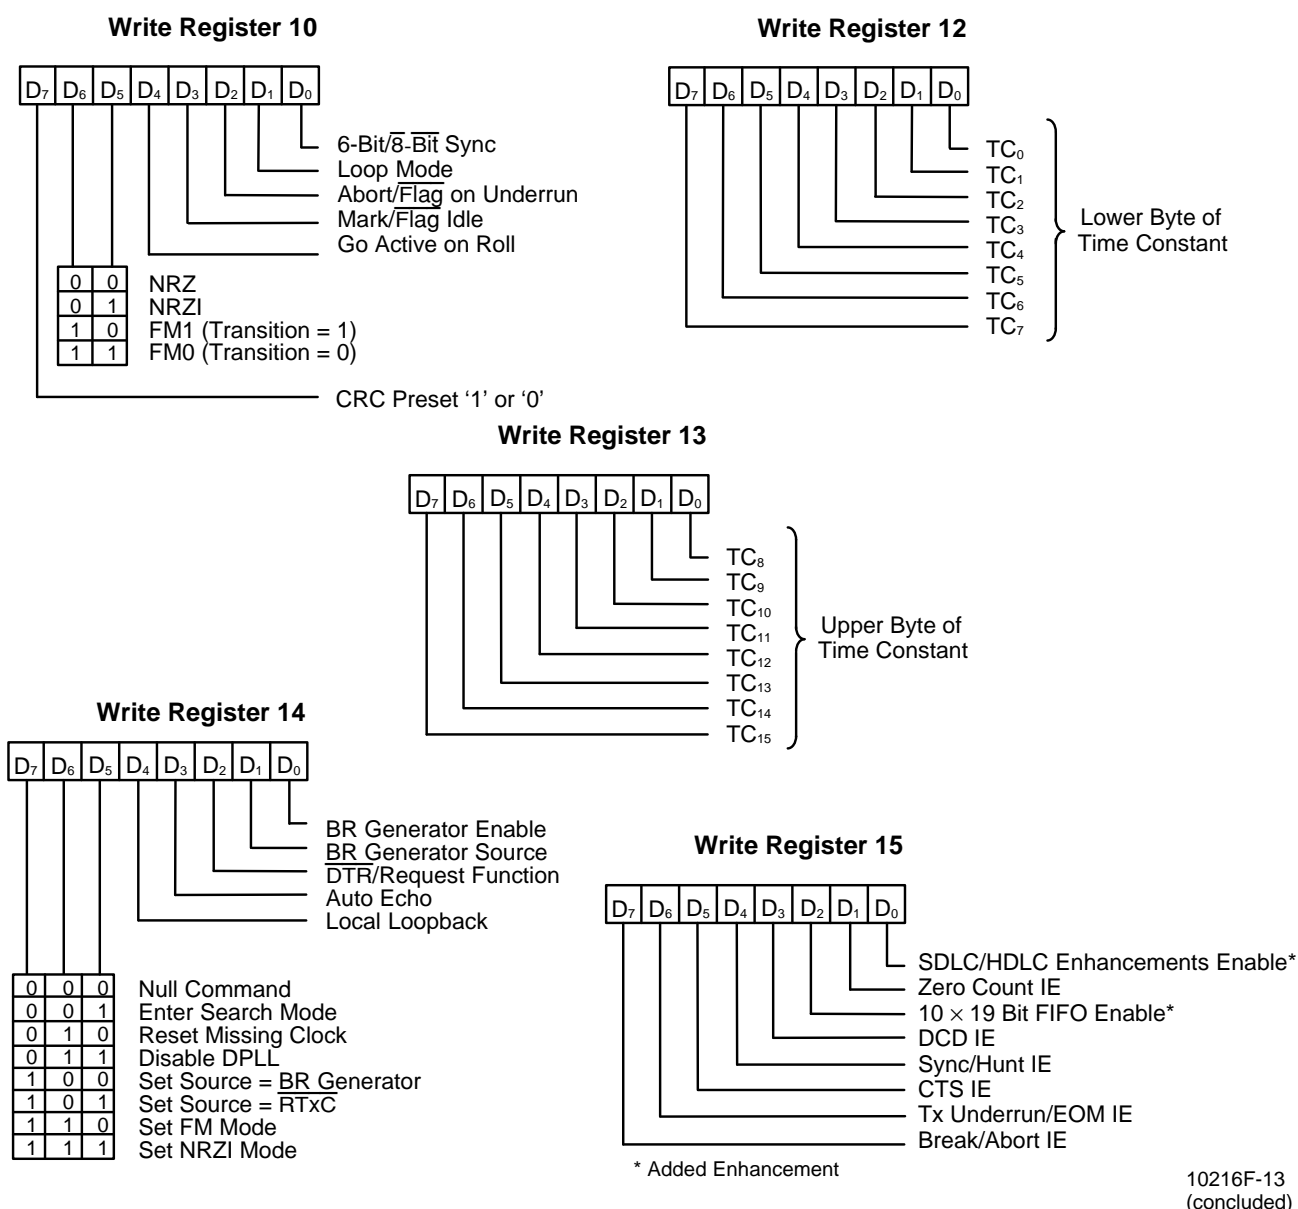 Write Register 10
D₇ D₆ D₅ D₄ D₃ D₂ D₁ D₀
6-Bit/8̅-B̅i̅t̅ Sync
Loop Mode
Abort/F̅l̅a̅g̅ on Underrun
Mark/F̅l̅a̅g̅ Idle
Go Active on Roll
0 0 NRZ
0 1 NRZI
1 0 FM1 (Transition = 1)
1 1 FM0 (Transition = 0)
CRC Preset ‘1’ or ‘0’
Write Register 12
D₇ D₆ D₅ D₄ D₃ D₂ D₁ D₀
TC₀
TC₁
TC₂
TC₃
TC₄
TC₅
TC₆
TC₇
Lower Byte of
Time Constant
Write Register 13
D₇ D₆ D₅ D₄ D₃ D₂ D₁ D₀
TC₈
TC₉
TC₁₀
TC₁₁
TC₁₂
TC₁₃
TC₁₄
TC₁₅
Upper Byte of
Time Constant
Write Register 14
D₇ D₆ D₅ D₄ D₃ D₂ D₁ D₀
BR Generator Enable
BR Generator Source
D̅T̅R̅/Request Function
Auto Echo
Local Loopback
0 0 0 Null Command
0 0 1 Enter Search Mode
0 1 0 Reset Missing Clock
0 1 1 Disable DPLL
1 0 0 Set Source = BR Generator
1 0 1 Set Source = R̅T̅x̅C̅
1 1 0 Set FM Mode
1 1 1 Set NRZI Mode
Write Register 15
D₇ D₆ D₅ D₄ D₃ D₂ D₁ D₀
SDLC/HDLC Enhancements Enable*
Zero Count IE
10 × 19 Bit FIFO Enable*
DCD IE
Sync/Hunt IE
CTS IE
Tx Underrun/EOM IE
Break/Abort IE
* Added Enhancement
10216F-13
(concluded)